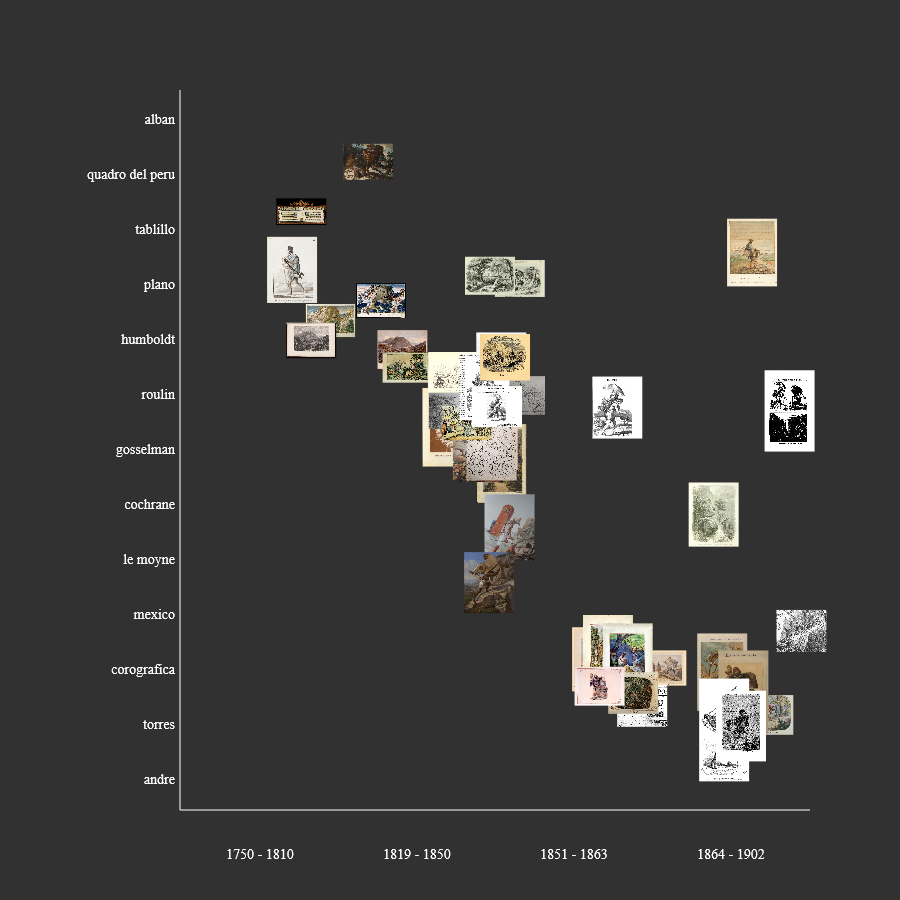 alban
quadro del peru
tablillo
plano
humboldt
roulin
gosselman
cochrane
le moyne
mexico
corografica
torres
andre
1750 - 1810
1819 - 1850
1851 - 1863
1864 - 1902